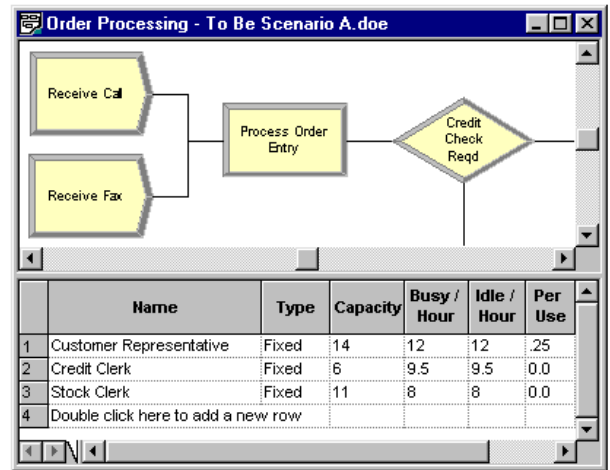 Order Processing - To Be Scenario A.doe
Receive Call
Receive Fax
Process Order
Entry
Credit
Check
Reqd
Name Type Capacity Busy / Hour Idle / Hour Per Use
1 Customer Representative Fixed 14 12 12 .25
2 Credit Clerk Fixed 6 9.5 9.5 0.0
3 Stock Clerk Fixed 11 8 8 0.0
4 Double click here to add a new row